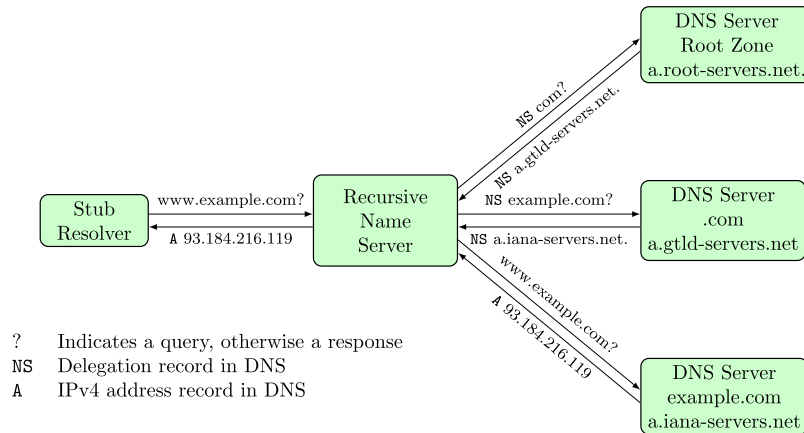 DNS Server
Root Zone
a.root-servers.net.
NS com?
NS a.gtld-servers.net.
Stub
Resolver
www.example.com?
A 93.184.216.119
Recursive
Name
Server
NS example.com?
NS a.iana-servers.net.
DNS Server
.com
a.gtld-servers.net
www.example.com?
A 93.184.216.119
DNS Server
example.com
a.iana-servers.net
? Indicates a query, otherwise a response
NS Delegation record in DNS
A IPv4 address record in DNS